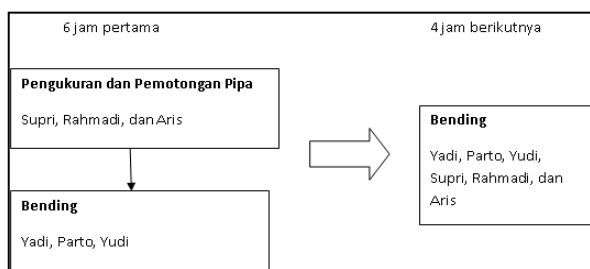 6 jam pertama
4 jam berikutnya
Pengukuran dan Pemotongan Pipa
Supri, Rahmadi, dan Aris
Bending
Yadi, Parto, Yudi
Bending
Yadi, Parto, Yudi,
Supri, Rahmadi, dan
Aris